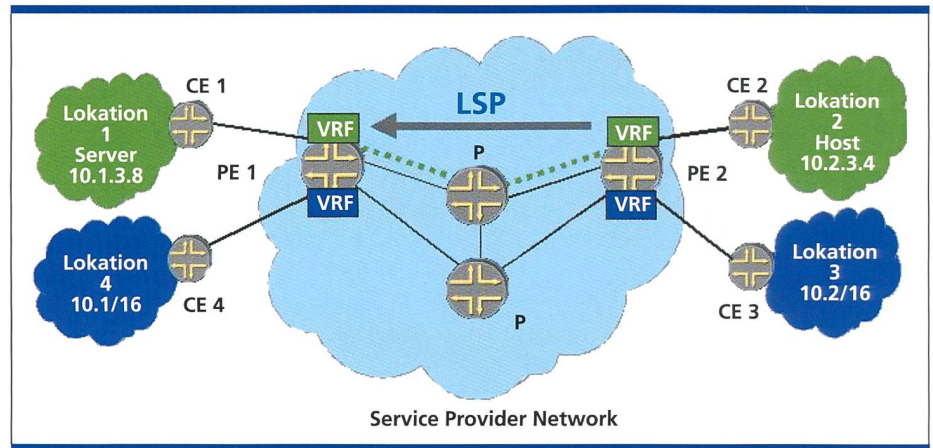 CE 1
Lokation
1
Server
10.1.3.8
PE 1
VRF
VRF
Lokation
4
10.1/16
CE 4
LSP
P
P
VRF
VRF
PE 2
CE 2
Lokation
2
Host
10.2.3.4
Lokation
3
10.2/16
CE 3
Service Provider Network